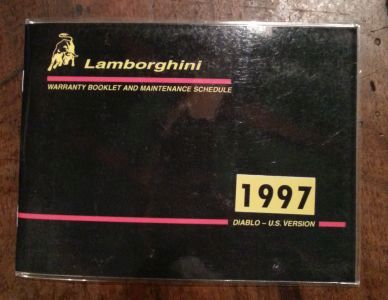 Lamborghini
WARRANTY BOOKLET AND MAINTENANCE SCHEDULE
1997
DIABLO – U.S. VERSION